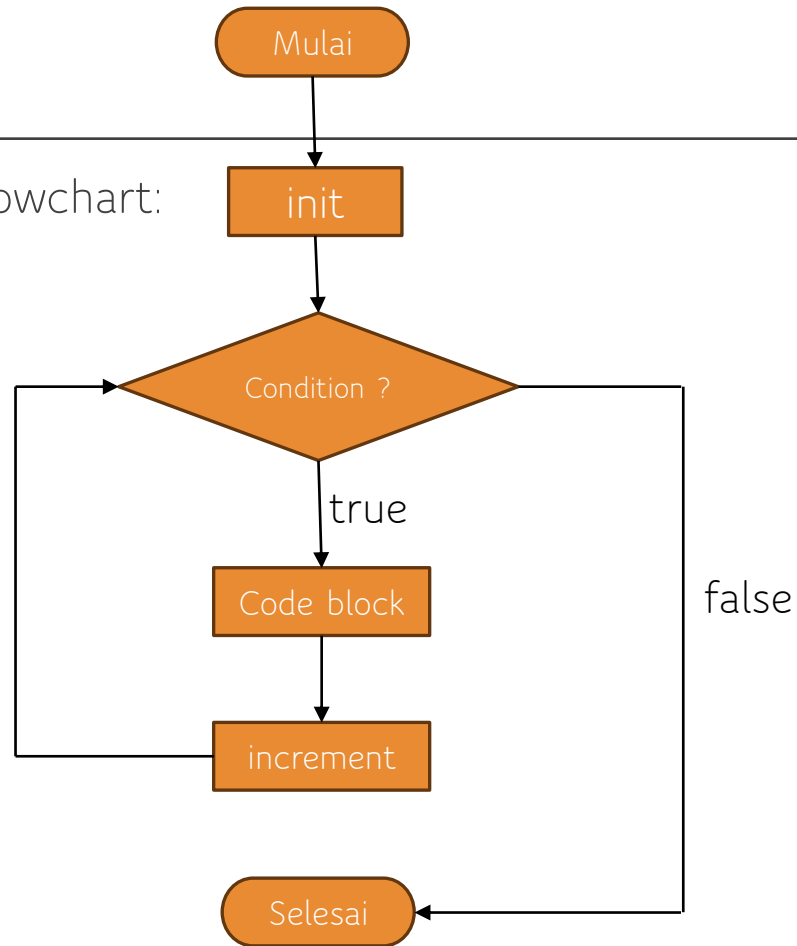 Mulai
owchart:
init
Condition ?
true
Code block
false
increment
Selesai